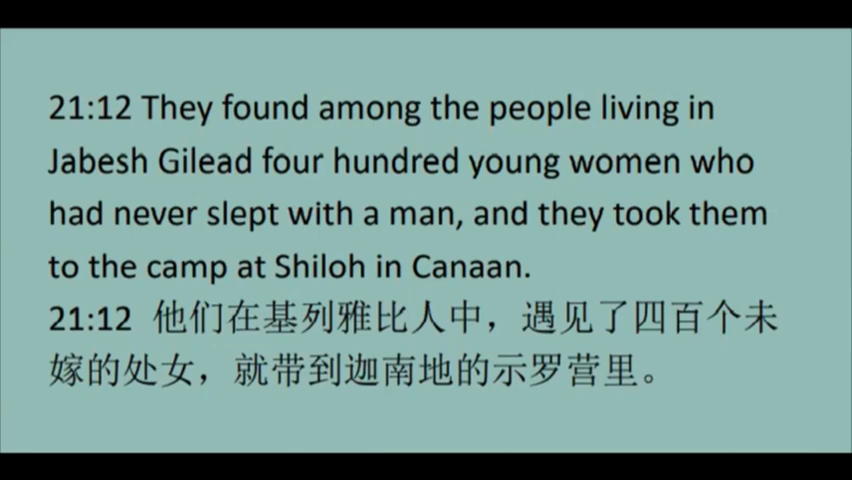 21:12 They found among the people living in
Jabesh Gilead four hundred young women who
had never slept with a man, and they took them
to the camp at Shiloh in Canaan.
21:12 他们在基列雅比人中，遇见了四百个未
嫁的处女，就带到迦南地的示罗营里。